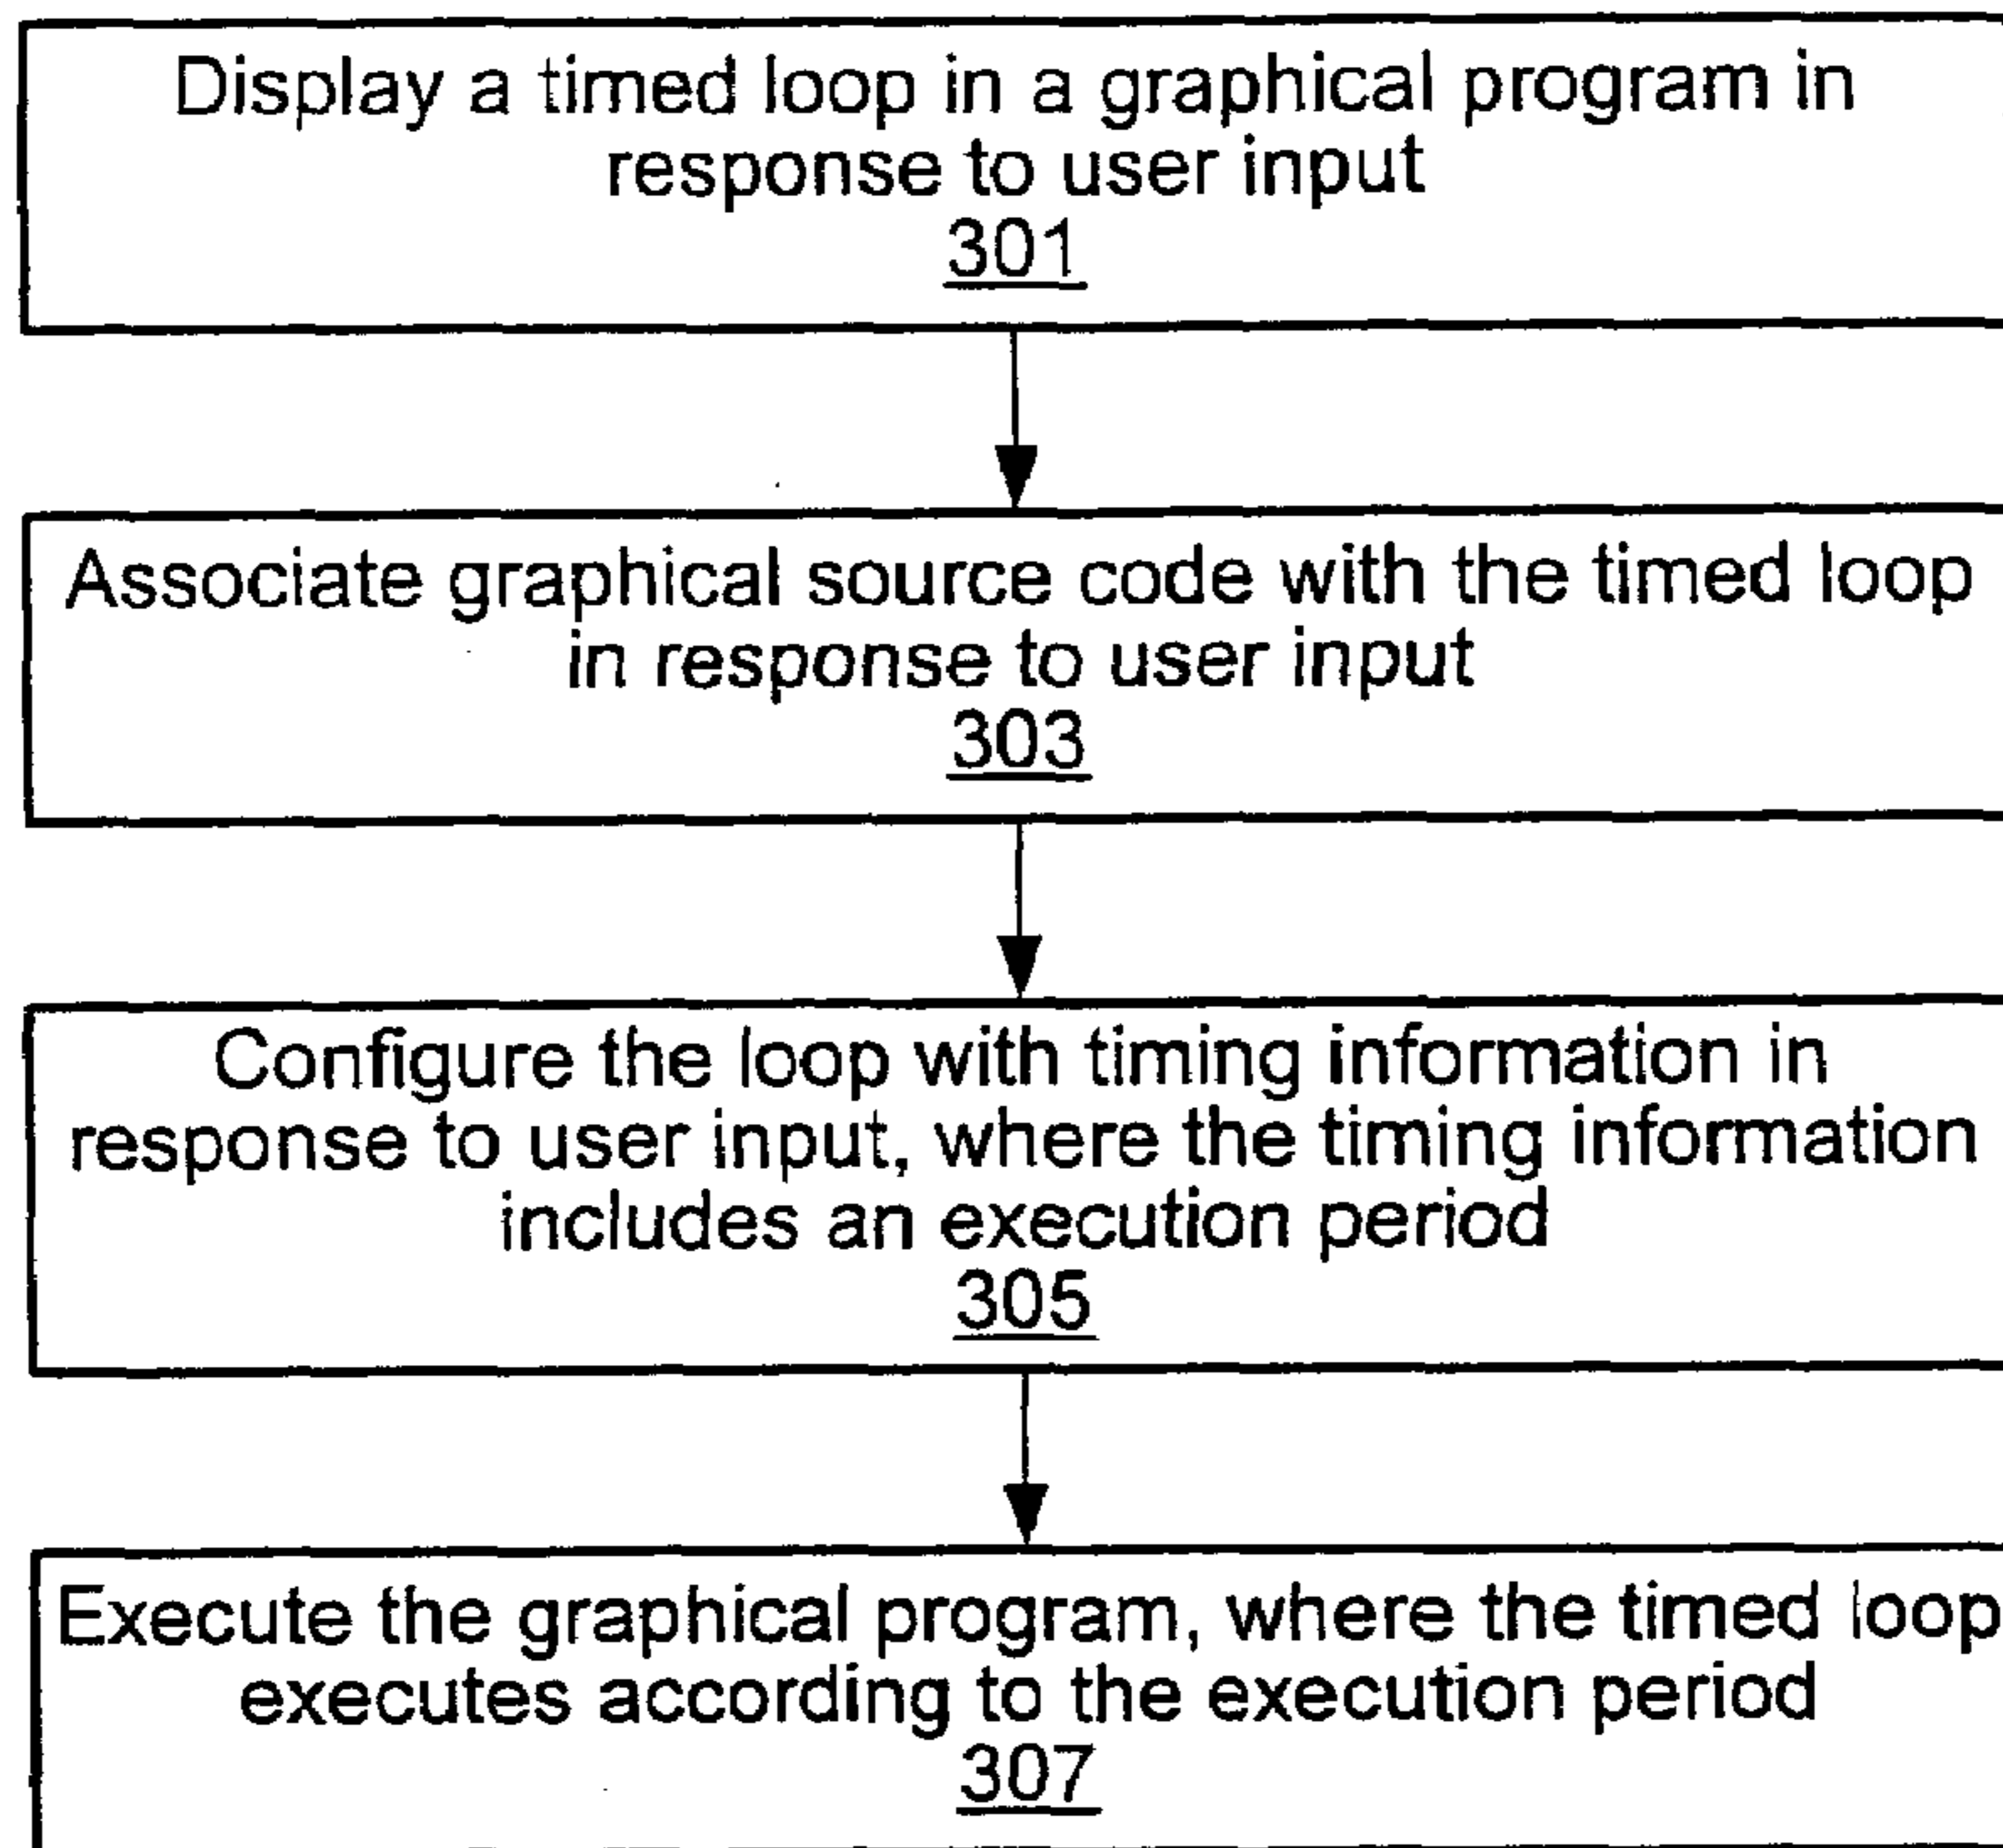 Display a timed loop in a graphical program in
response to user input
301
Associate graphical source code with the timed loop
in response to user input
303
Configure the loop with timing information in
response to user input, where the timing information
includes an execution period
305
Execute the graphical program, where the timed loop
executes according to the execution period
307